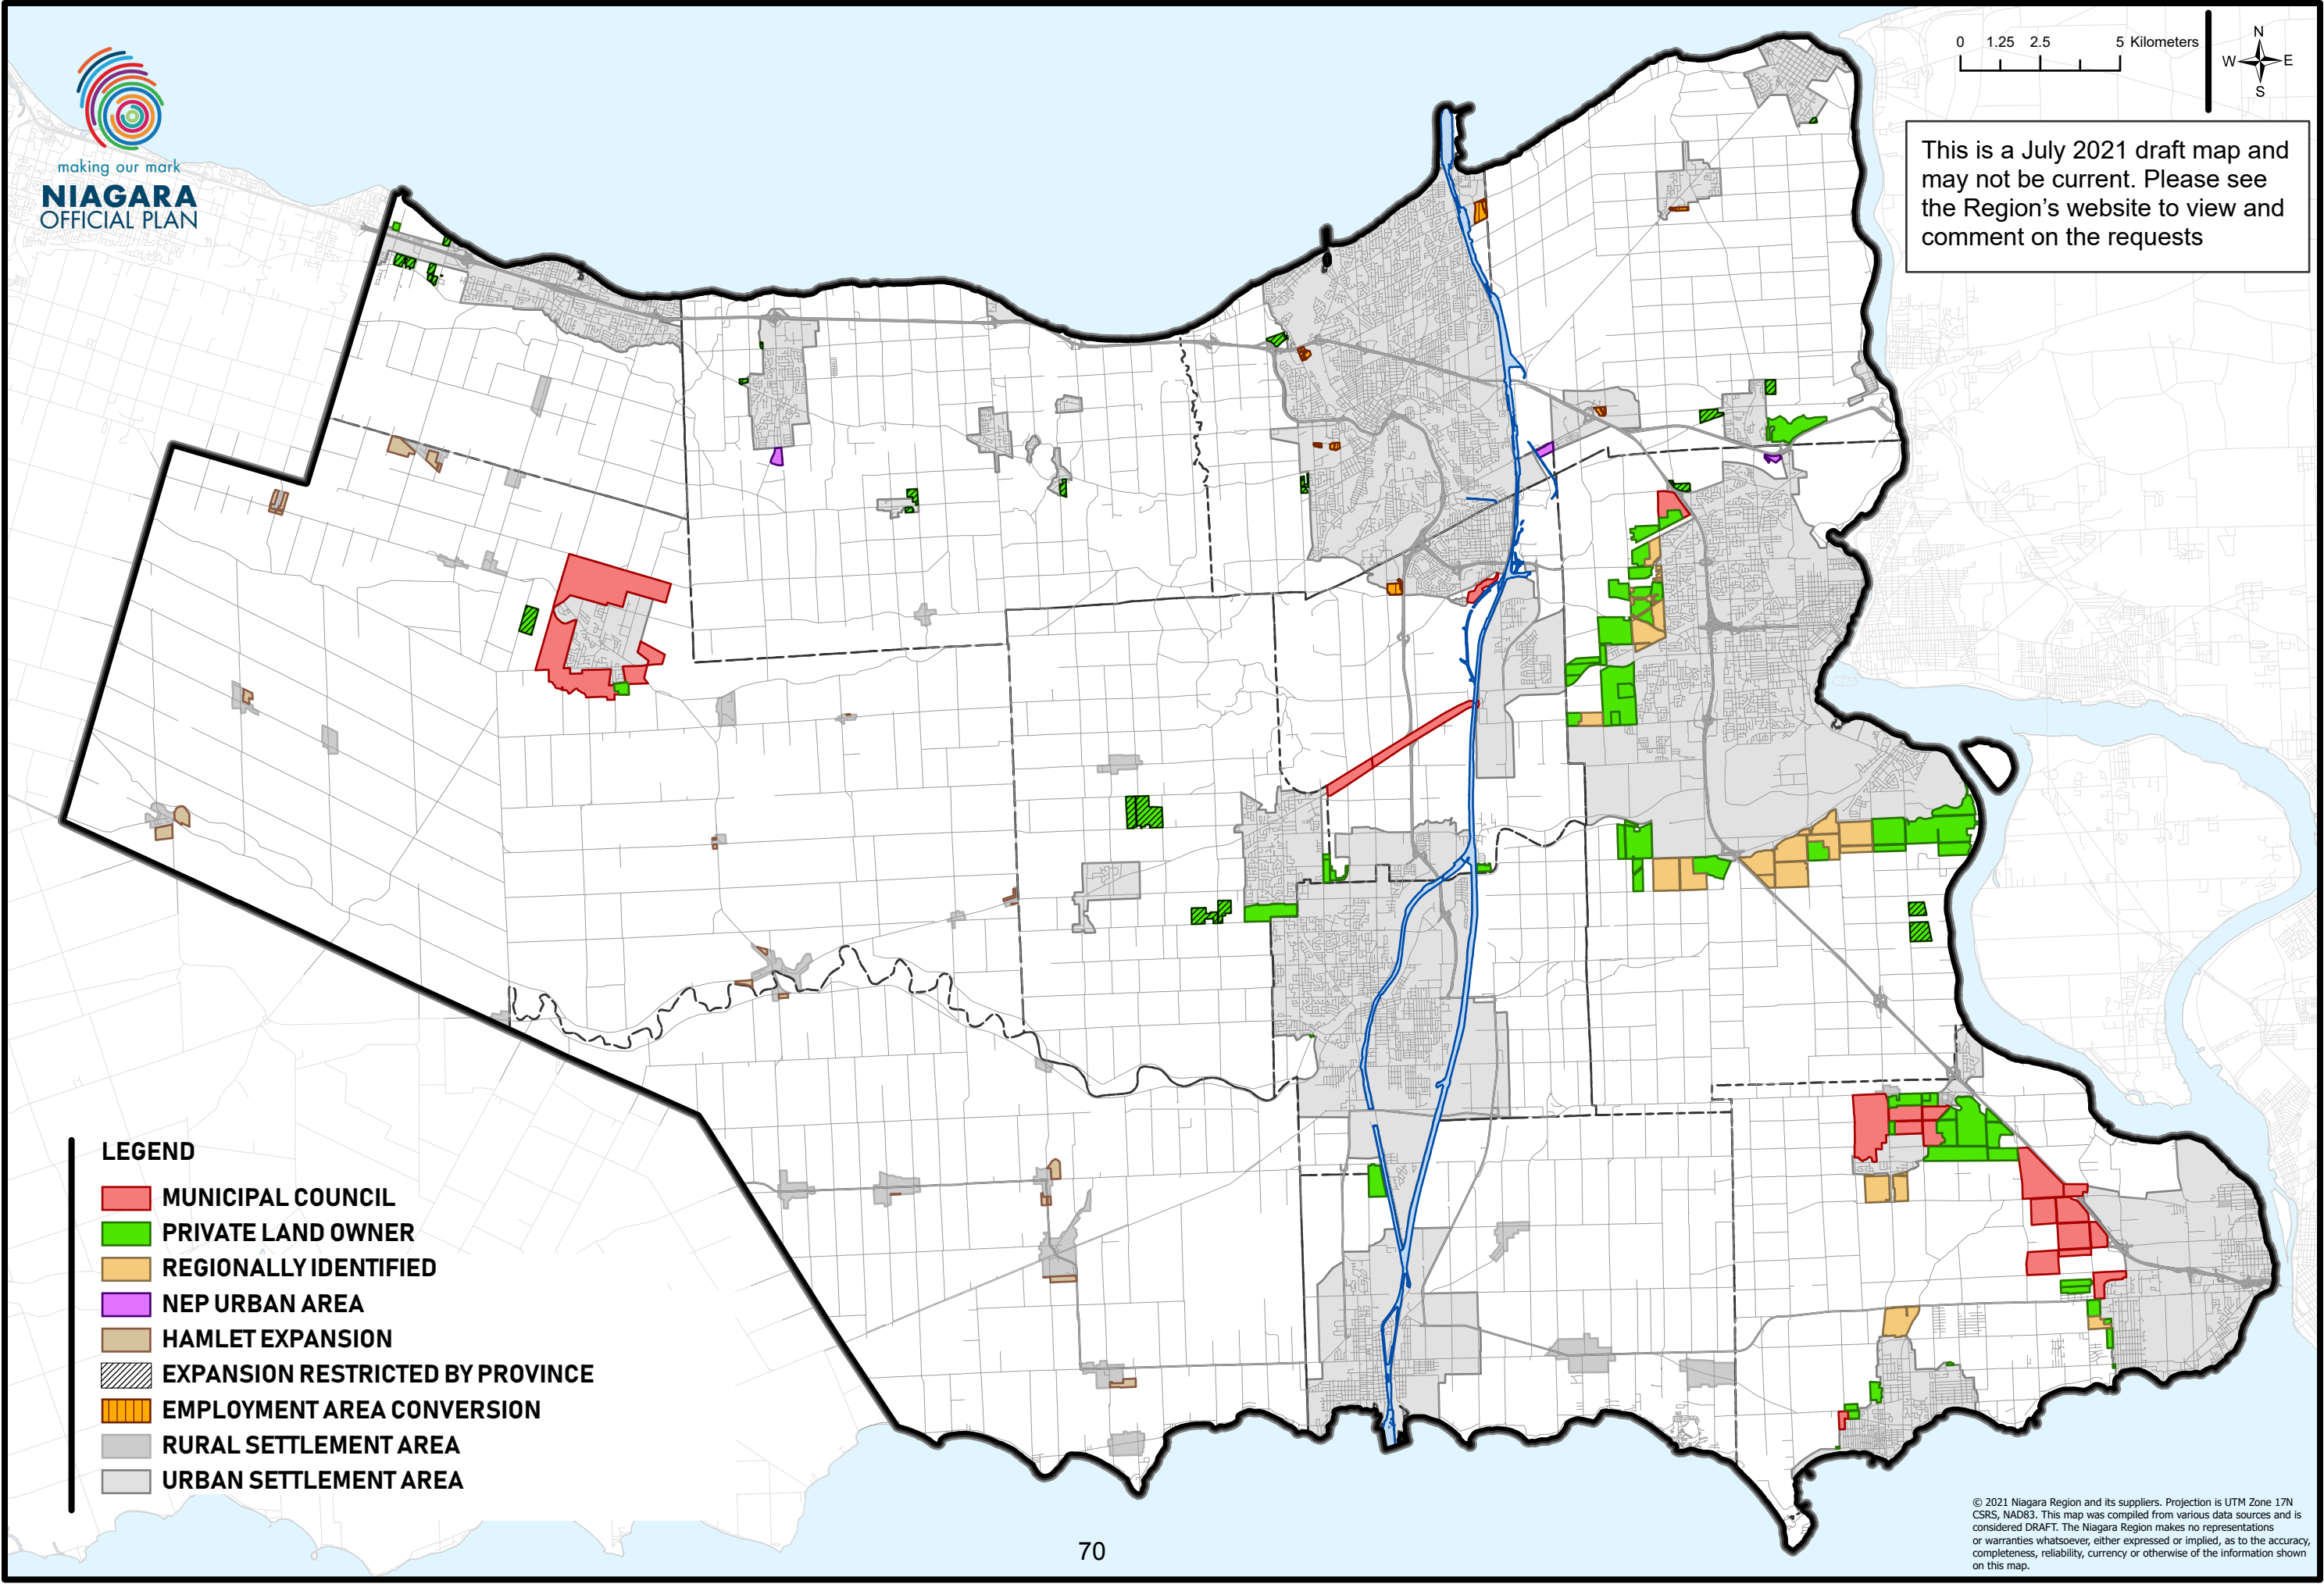 making our mark
NIAGARA
OFFICIAL PLAN
0 1.25 2.5 5 Kilometers
N
W E
S
This is a July 2021 draft map and
may not be current. Please see
the Region's website to view and
comment on the requests
LEGEND
MUNICIPAL COUNCIL
PRIVATE LAND OWNER
REGIONALLY IDENTIFIED
NEP URBAN AREA
HAMLET EXPANSION
EXPANSION RESTRICTED BY PROVINCE
EMPLOYMENT AREA CONVERSION
RURAL SETTLEMENT AREA
URBAN SETTLEMENT AREA
70
© 2021 Niagara Region and its suppliers. Projection is UTM Zone 17N
CSRS, NAD83. This map was compiled from various data sources and is
considered DRAFT. The Niagara Region makes no representations
or warranties whatsoever, either expressed or implied, as to the accuracy,
completeness, reliability, currency or otherwise of the information shown
on this map.